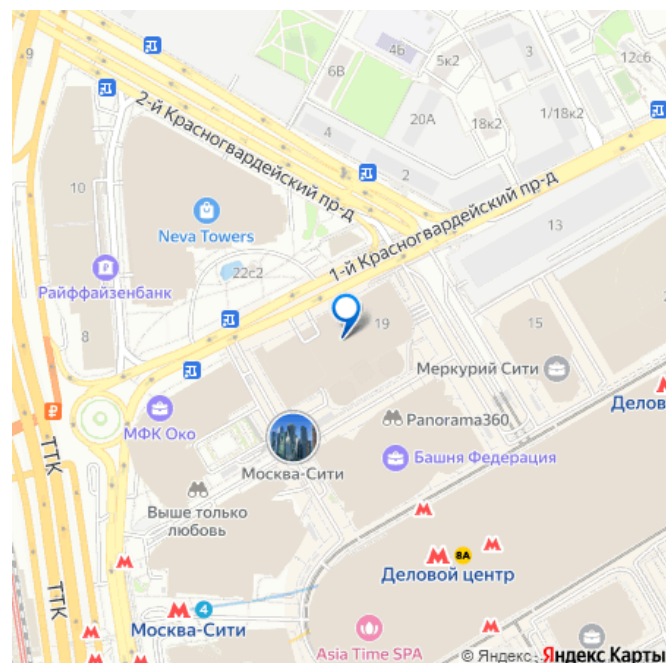 9
4Б
3
12с6
6В
5к2
2-й Красногвардейский пр-д
20А
1/18к2
4
18к2
2
10
1-й Красногвардейский пр-д
Neva Towers
13
22с2
Райффайзенбанк
19
15
8
Меркурий Сити
Делов
МФК Око
Panorama360
Башня Федерация
ТТК
Москва-Сити
Выше только
любовь
8А
Деловой центр
ТТК
4
Москва-Сити
Asia Time SPA
© Яндекс Яндекс Карты